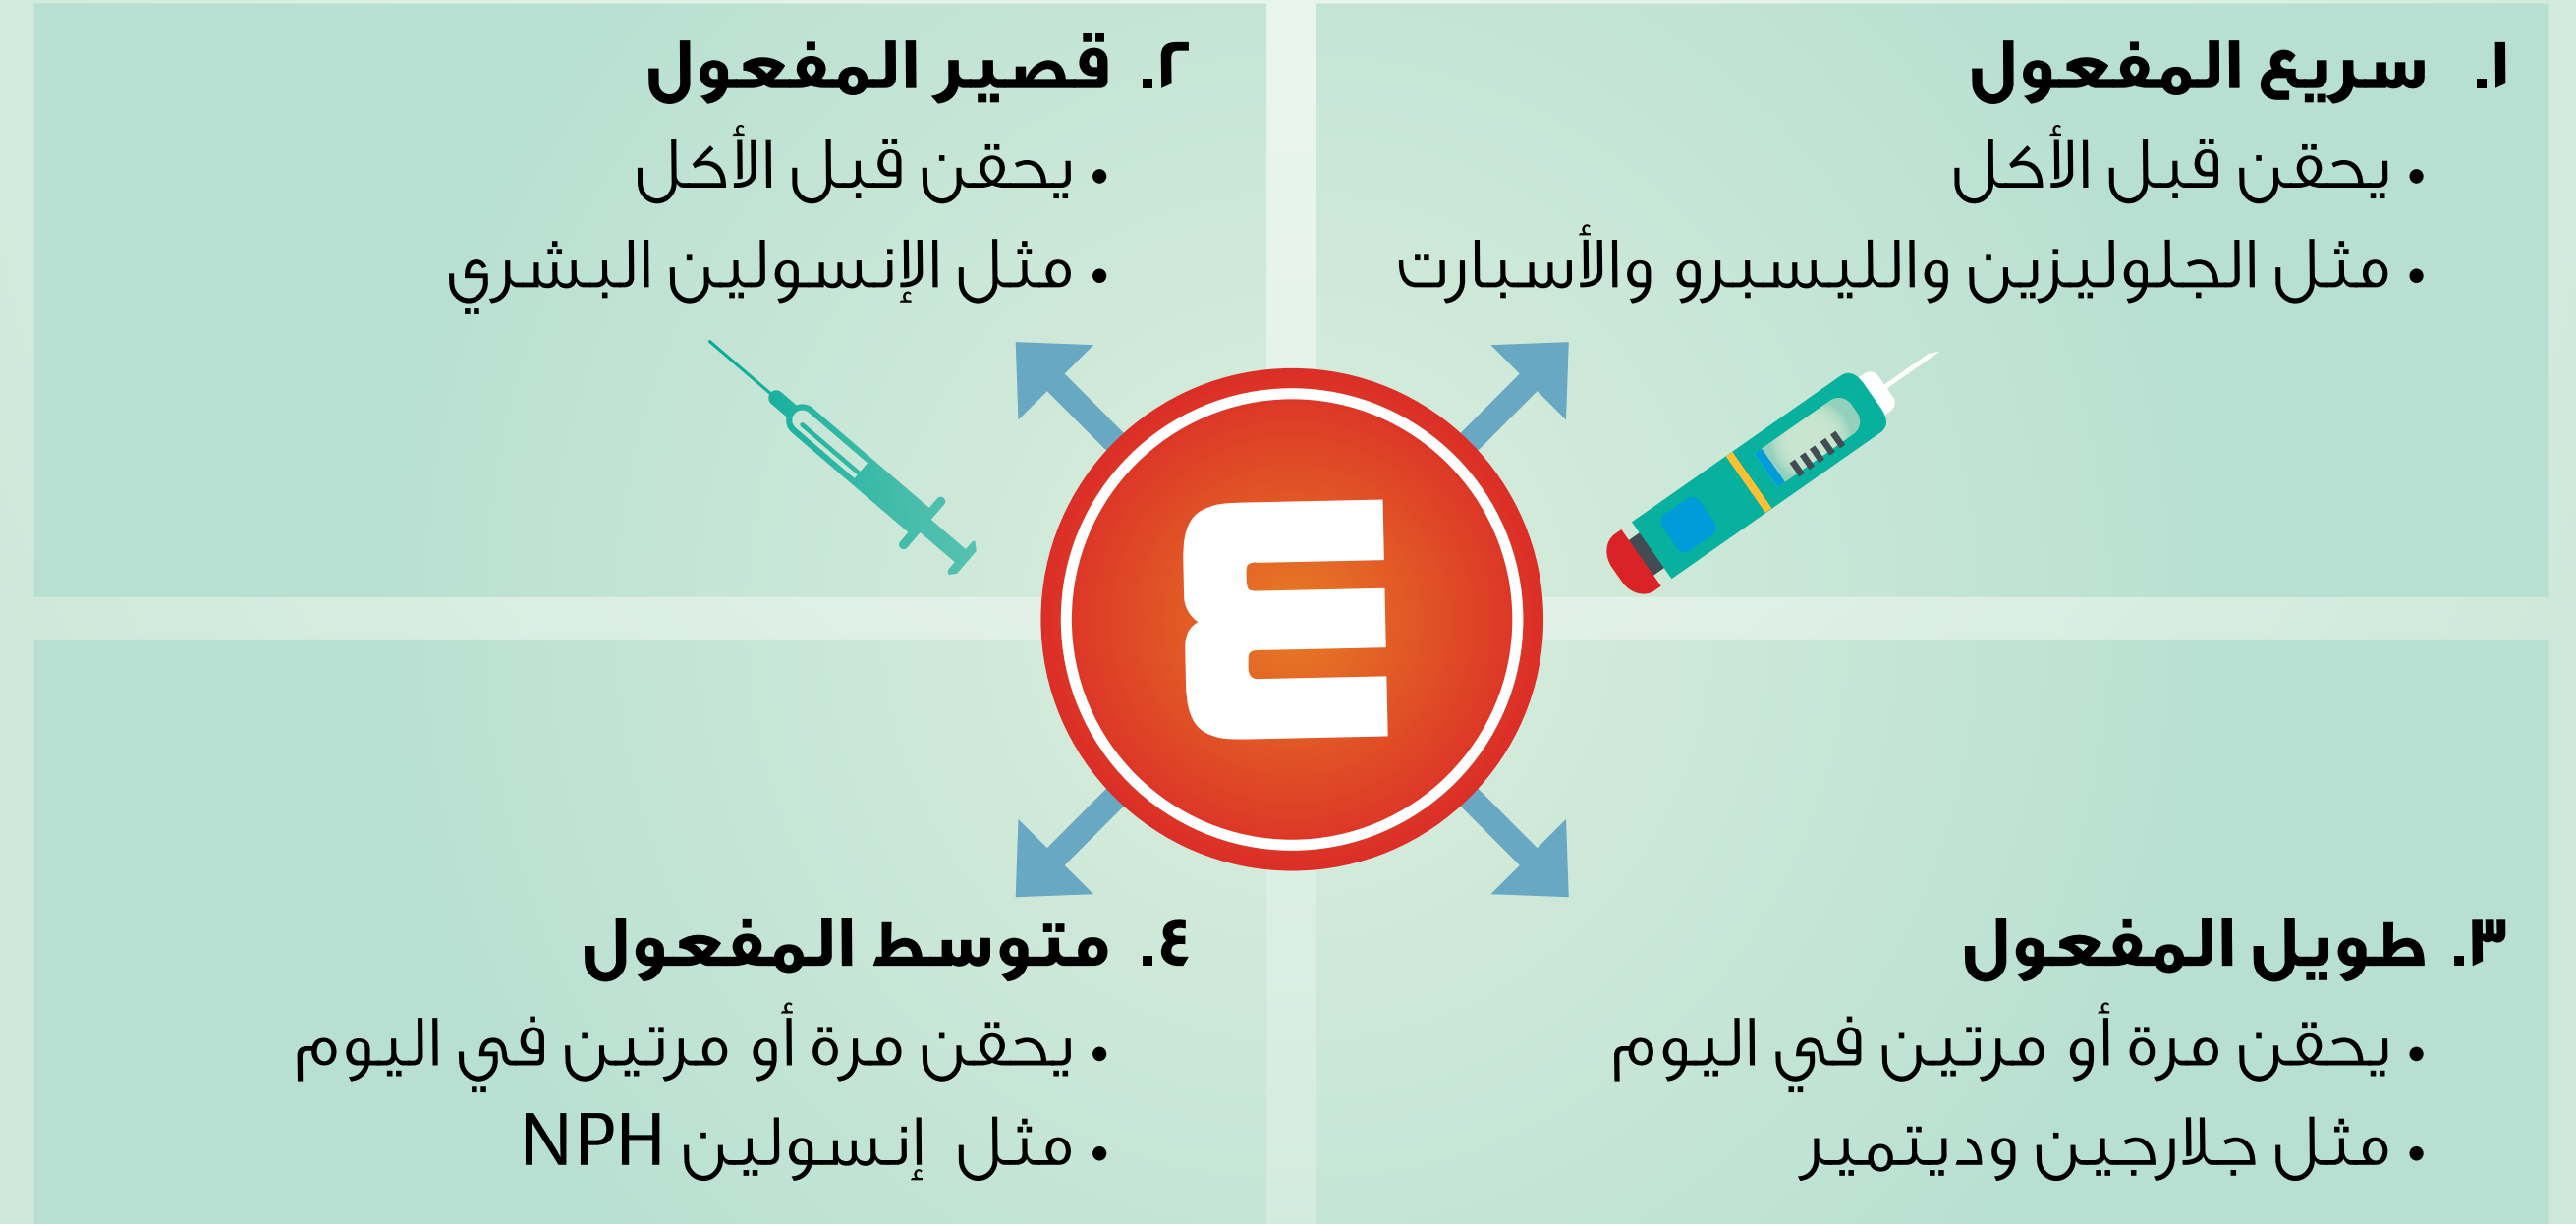 ١. سريع المفعول
• يحقن قبل الأكل
• مثل الجلوليزين والليسبرو والأسبارت
٢. قصير المفعول
• يحقن قبل الأكل
• مثل الإنسولين البشري
٤
٣. طويل المفعول
• يحقن مرة أو مرتين في اليوم
• مثل جلارجين وديتمير
٤. متوسط المفعول
• يحقن مرة أو مرتين في اليوم
• مثل إنسولين NPH